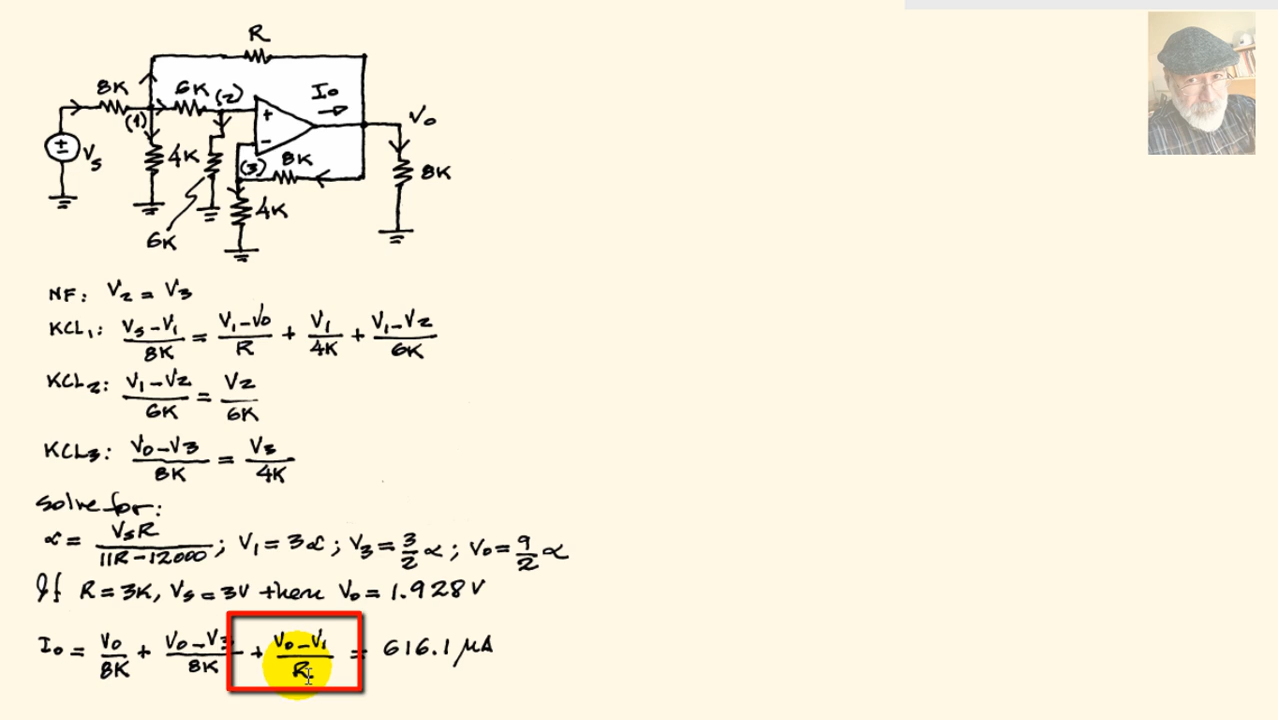 R
8K 6K (2) Io
+ Vo
(1) -
± Vs 4K (3) 8K 8K
4K
6K
NF: V2 = V3
KCL1: Vs-V1/8K = V1-Vo/R + V1/4K + V1-V2/6K
KCL2: V1-V2/6K = V2/6K
KCL3: Vo-V3/8K = V3/4K
Solve for:
α = VsR/11R-12000; V1 = 3α; V3 = 3/2 α; Vo = 9/2 α
If R = 3K, Vs = 3V then Vo = 1.928V
Io = Vo/8K + Vo-V3/8K + Vo-V1/R = 616.1 μA